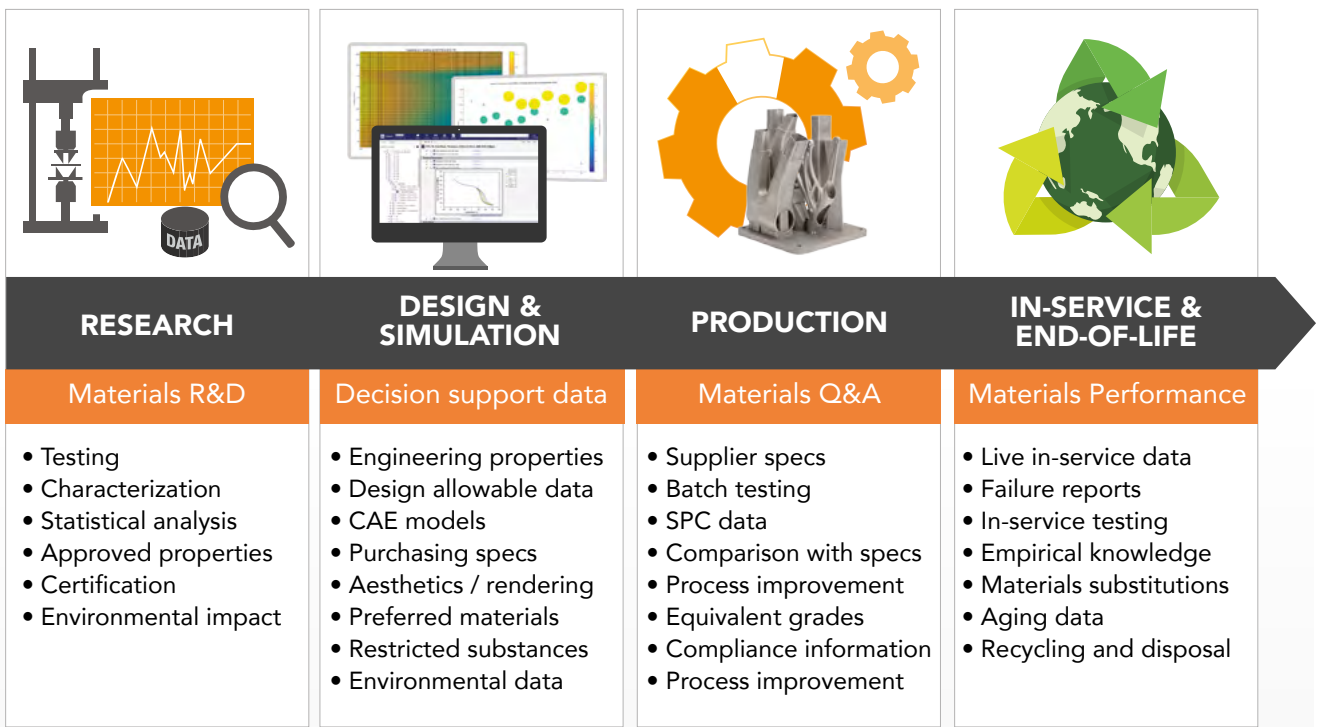 DATA
RESEARCH
DESIGN &
SIMULATION
PRODUCTION
IN-SERVICE &
END-OF-LIFE
Materials R&D
Decision support data
Materials Q&A
Materials Performance
• Testing
• Characterization
• Statistical analysis
• Approved properties
• Certification
• Environmental impact
• Engineering properties
• Design allowable data
• CAE models
• Purchasing specs
• Aesthetics / rendering
• Preferred materials
• Restricted substances
• Environmental data
• Supplier specs
• Batch testing
• SPC data
• Comparison with specs
• Process improvement
• Equivalent grades
• Compliance information
• Process improvement
• Live in-service data
• Failure reports
• In-service testing
• Empirical knowledge
• Materials substitutions
• Aging data
• Recycling and disposal